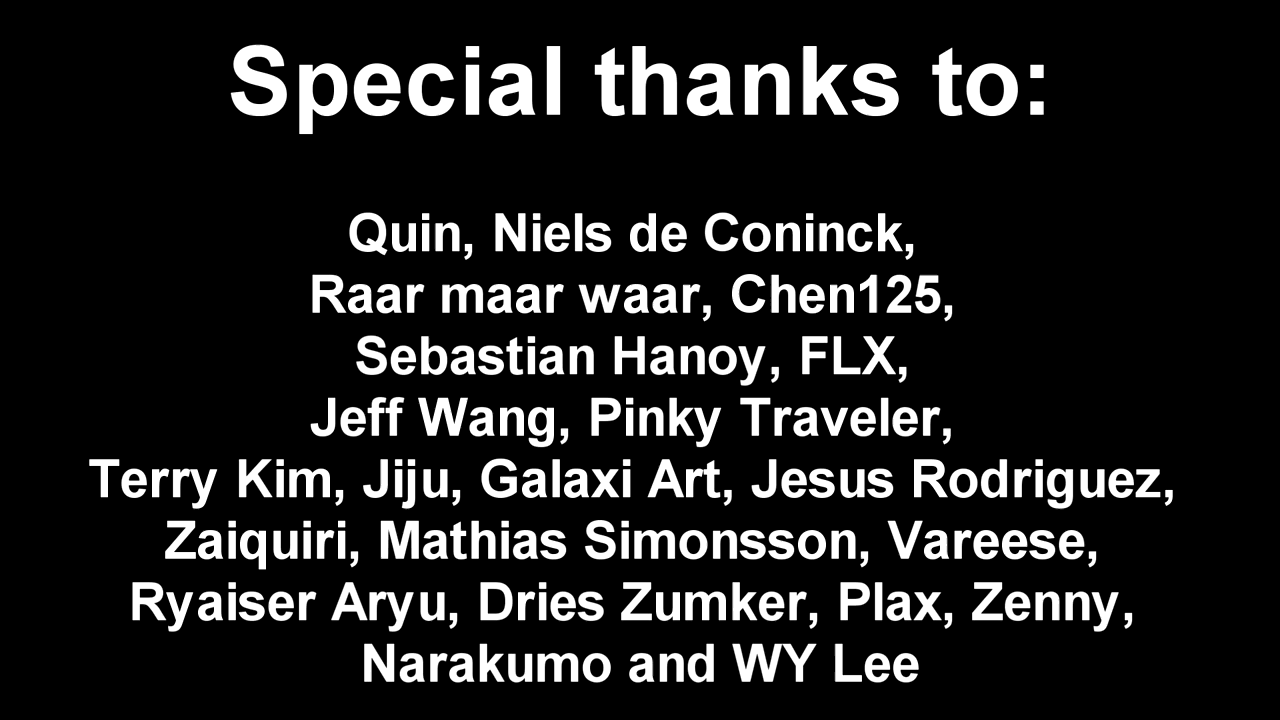 Special thanks to:
Quin, Niels de Coninck,
Raar maar waar, Chen125,
Sebastian Hanoy, FLX,
Jeff Wang, Pinky Traveler,
Terry Kim, Jiju, Galaxi Art, Jesus Rodriguez,
Zaiquiri, Mathias Simonsson, Vareese,
Ryaiser Aryu, Dries Zumker, Plax, Zenny,
Narakumo and WY Lee